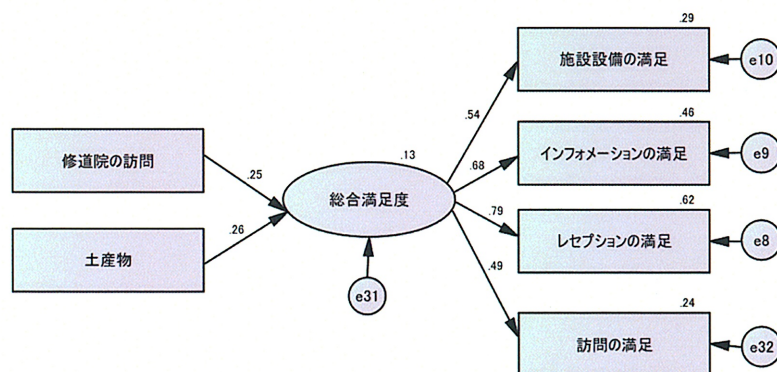 .29
施設設備の満足
e10
.54
.46
修道院の訪問
.25
.13
.68
インフォメーションの満足
e9
総合満足度
.62
土産物
.26
.79
レセプションの満足
e8
.49
e31
.24
訪問の満足
e32